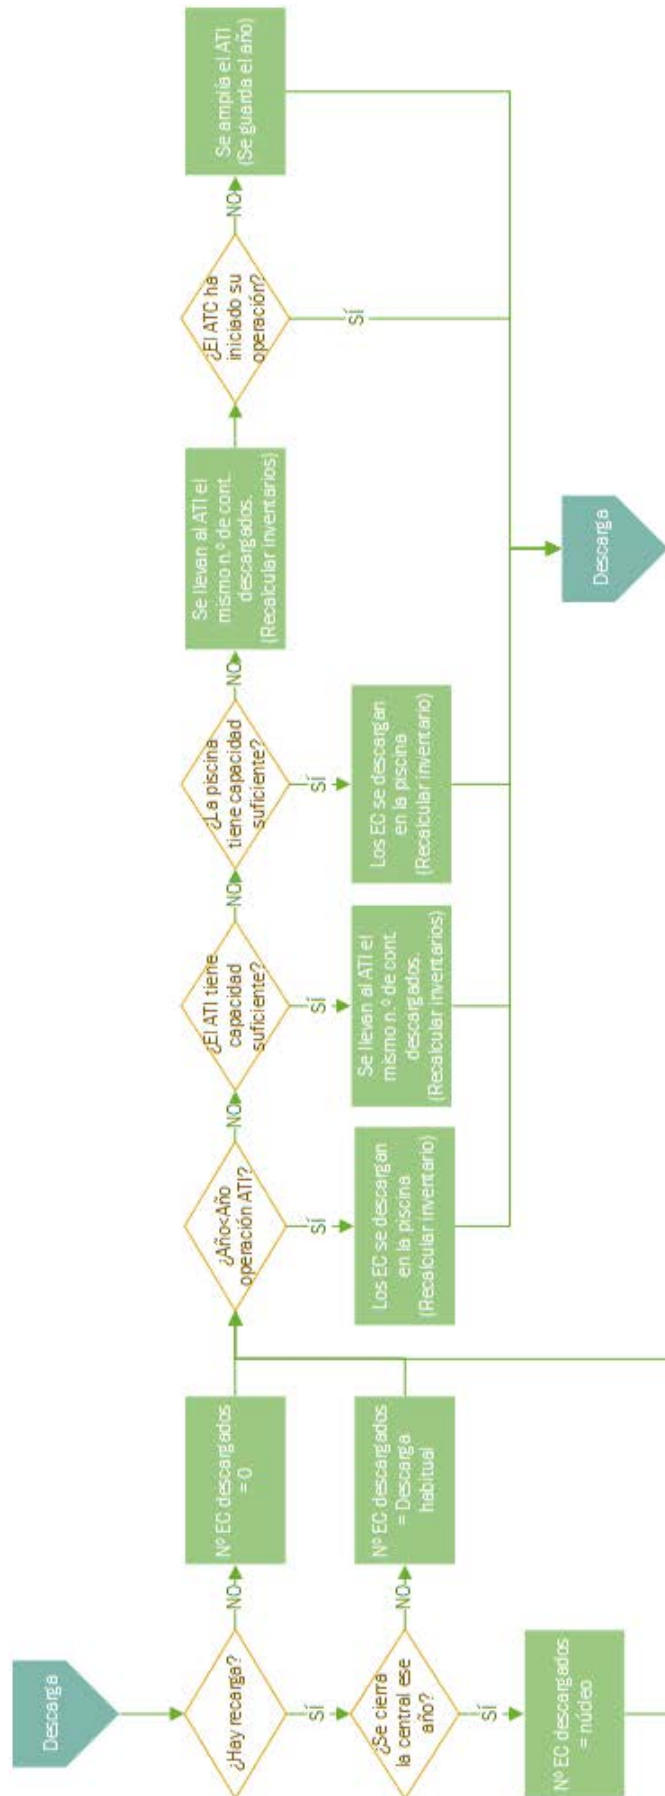 Descarga
¿Hay recarga?
NO
Nº EC descargados
= 0
SÍ
¿Se cierra
la central ese
año?
NO
Nº EC descargados
= Descarga
habitual
SÍ
Nº EC descargados
= núcleo
¿Año<Año
operación ATI?
SÍ
Los EC se descargan
en la piscina
(Recalcular inventario)
NO
¿El ATI tiene
capacidad
suficiente?
SÍ
Se llevan al ATI el
mismo n.º de cont.
descargados.
(Recalcular inventarios)
NO
¿La piscina
tiene capacidad
suficiente?
SÍ
Los EC se descargan
en la piscina
(Recalcular inventario)
NO
Se llevan al ATI el
mismo n.º de cont.
descargados.
(Recalcular inventarios)
¿El ATC ha
iniciado su
operación?
SÍ
NO
Se amplía el ATI
(Se guarda el año)
Descarga